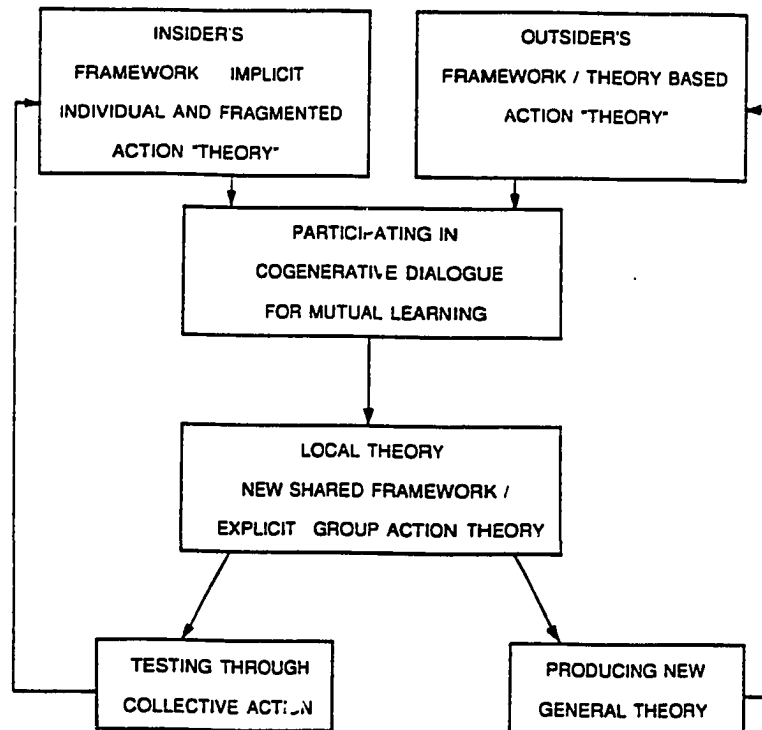 INSIDER'S
FRAMEWORK IMPLICIT
INDIVIDUAL AND FRAGMENTED
ACTION "THEORY"
OUTSIDER'S
FRAMEWORK / THEORY BASED
ACTION "THEORY"
PARTICIPATING IN
COGENERATIVE DIALOGUE
FOR MUTUAL LEARNING
LOCAL THEORY
NEW SHARED FRAMEWORK /
EXPLICIT GROUP ACTION THEORY
TESTING THROUGH
COLLECTIVE ACTION
PRODUCING NEW
GENERAL THEORY